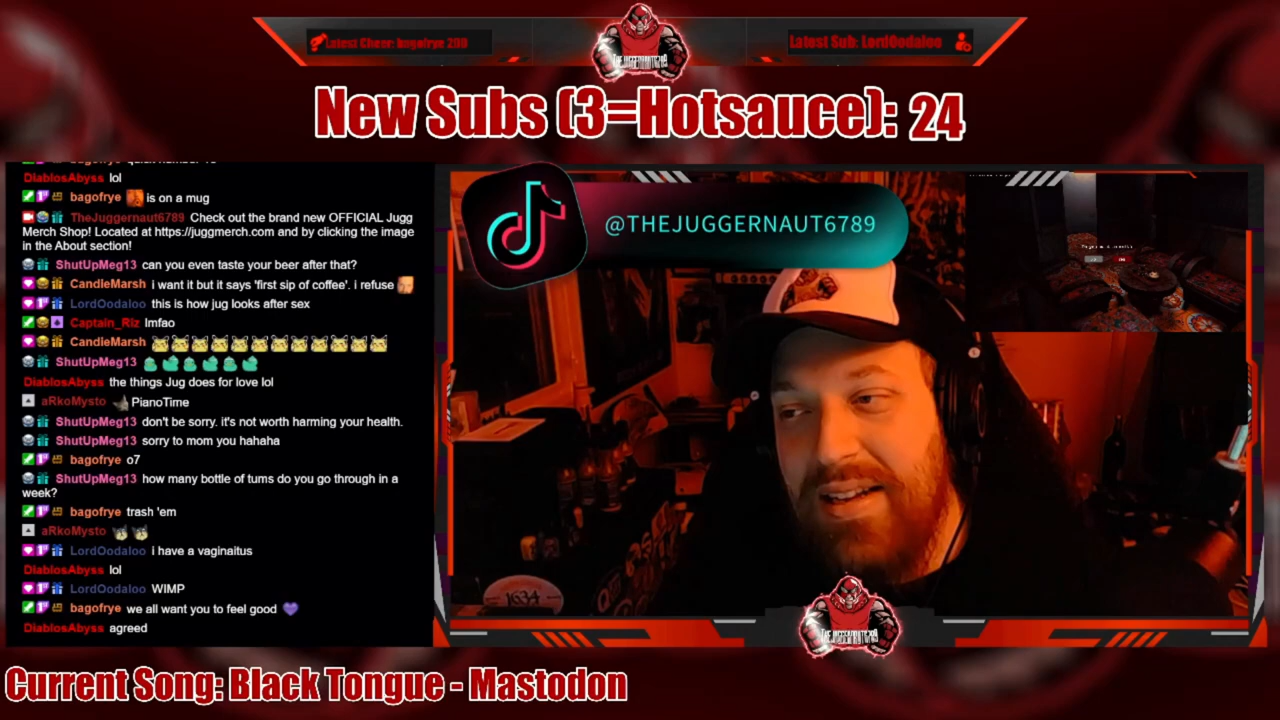 Latest Cheer: bagofrye 200
Latest Sub: LordOodaloo
New Subs (3=Hotsauce): 24
DiablosAbyss lol
bagofrye is on a mug
TheJuggernaut6789 Check out the brand new OFFICIAL Jugg
Merch Shop! Located at https://juggmerch.com and by clicking the image
in the About section!
ShutUpMeg13 can you even taste your beer after that?
CandleMarsh i want it but it says 'first sip of coffee'. i refuse
LordOodaloo this is how jug looks after sex
Captain_Riz lmfao
CandleMarsh
ShutUpMeg13
DiablosAbyss the things Jug does for love lol
aRkoMysto PianoTime
ShutUpMeg13 don't be sorry. it's not worth harming your health.
ShutUpMeg13 sorry to mom you hahaha
bagofrye o7
ShutUpMeg13 how many bottle of tums do you go through in a
week?
bagofrye trash 'em
aRkoMysto
LordOodaloo i have a vaginaitus
DiablosAbyss lol
LordOodaloo WIMP
bagofrye we all want you to feel good
DiablosAbyss agreed
@THEJUGGERNAUT6789
1634
THEJUGGERNAUT6789
Current Song: Black Tongue - Mastodon